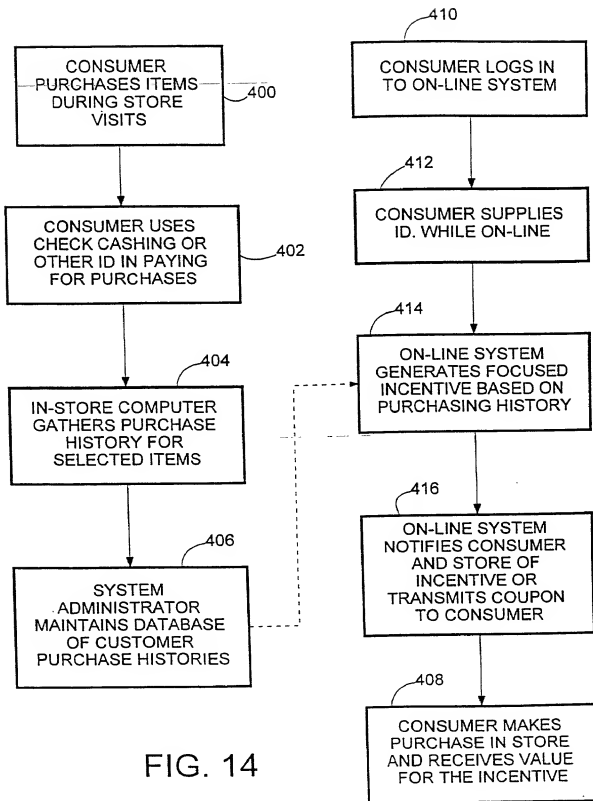 CONSUMER
PURCHASES ITEMS
DURING STORE
VISITS
400
CONSUMER USES
CHECK CASHING OR
OTHER ID IN PAYING
FOR PURCHASES
402
404
IN-STORE COMPUTER
GATHERS PURCHASE
HISTORY FOR
SELECTED ITEMS
406
SYSTEM
ADMINISTRATOR
MAINTAINS DATABASE
OF CUSTOMER
PURCHASE HISTORIES
410
CONSUMER LOGS IN
TO ON-LINE SYSTEM
412
CONSUMER SUPPLIES
ID. WHILE ON-LINE
414
ON-LINE SYSTEM
GENERATES FOCUSED
INCENTIVE BASED ON
PURCHASING HISTORY
416
ON-LINE SYSTEM
NOTIFIES CONSUMER
AND STORE OF
INCENTIVE OR
TRANSMITS COUPON
TO CONSUMER
408
CONSUMER MAKES
PURCHASE IN STORE
AND RECEIVES VALUE
FOR THE INCENTIVE
FIG. 14